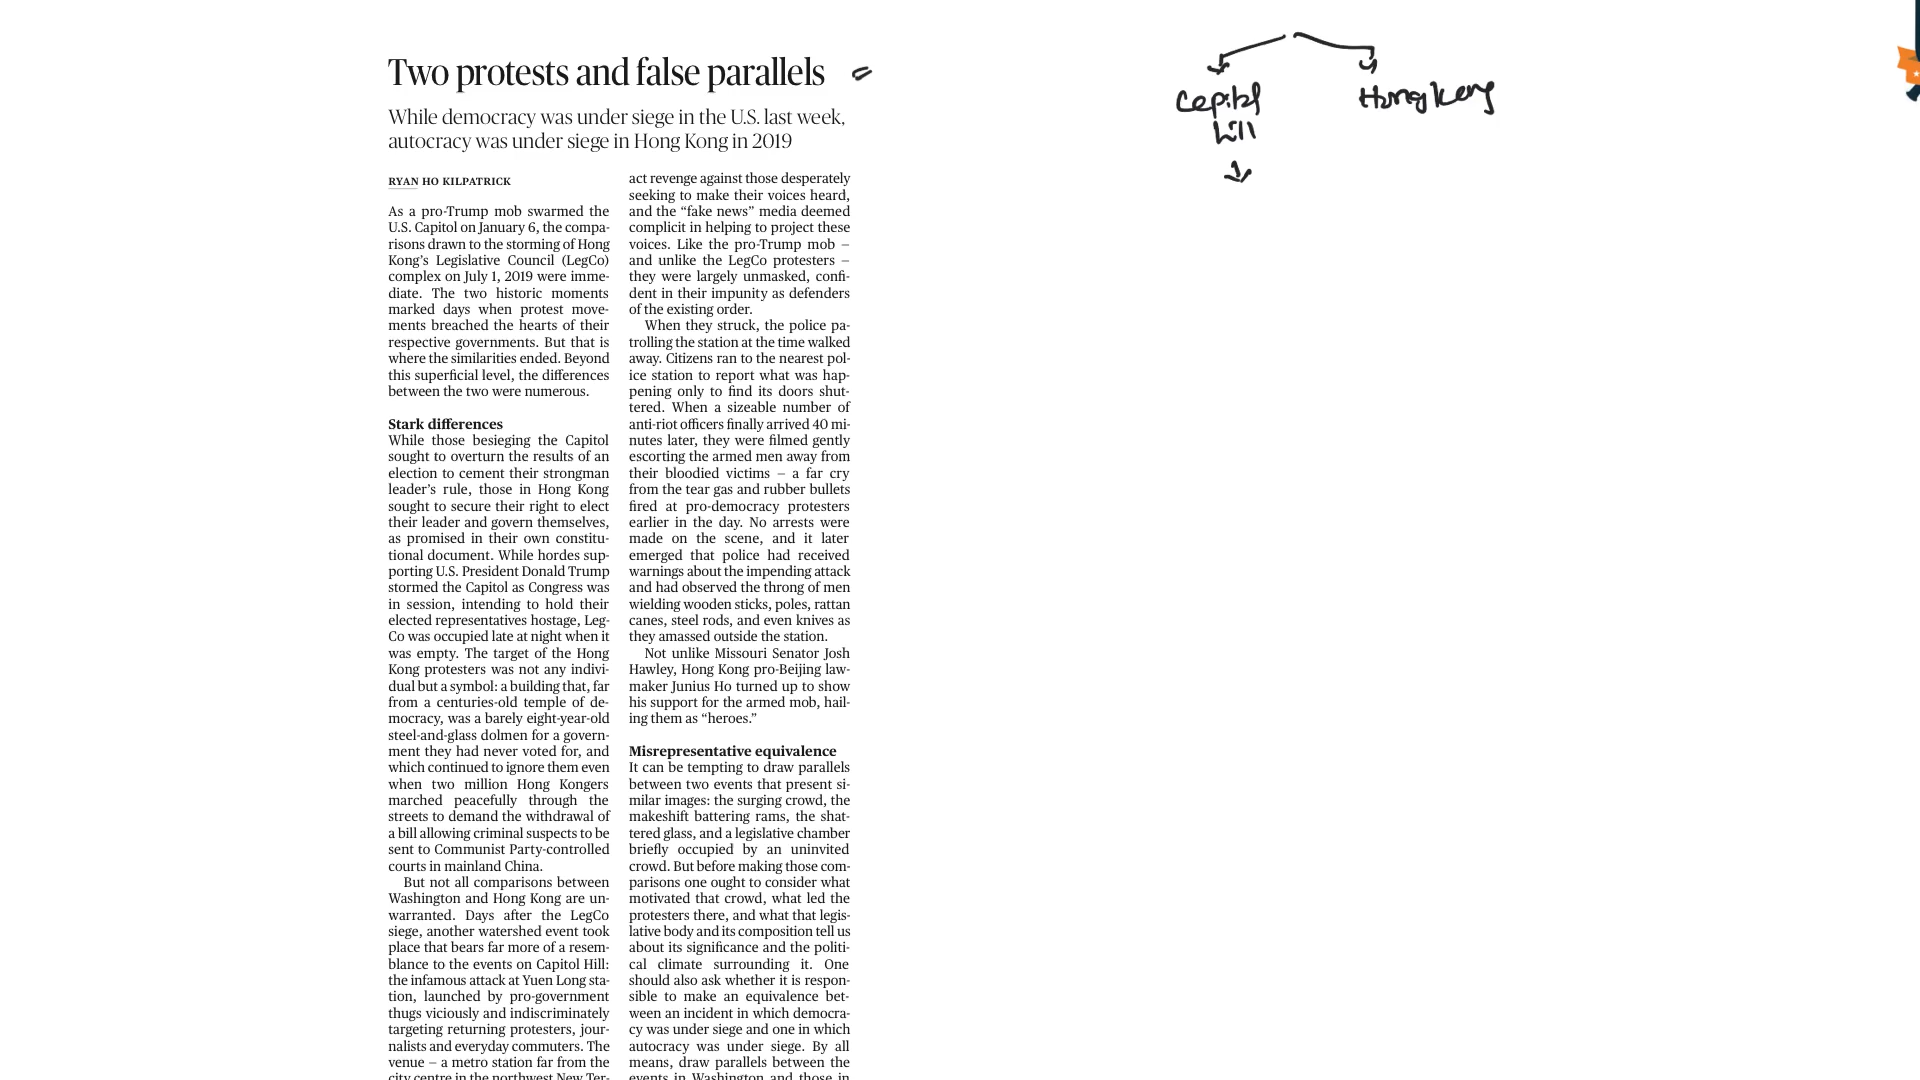 Two protests and false parallels
While democracy was under siege in the U.S. last week,
autocracy was under siege in Hong Kong in 2019
RYAN HO KILPATRICK
As a pro-Trump mob swarmed the
U.S. Capitol on January 6, the compa-
risons drawn to the storming of Hong
Kong's Legislative Council (LegCo)
complex on July 1, 2019 were imme-
diate. The two historic moments
marked days when protest move-
ments breached the hearts of their
respective governments. But that is
where the similarities ended. Beyond
this superficial level, the differences
between the two were numerous.
Stark differences
While those besieging the Capitol
sought to overturn the results of an
election to cement their strongman
leader's rule, those in Hong Kong
sought to secure their right to elect
their leader and govern themselves,
as promised in their own constitu-
tional document. While hordes sup-
porting U.S. President Donald Trump
stormed the Capitol as Congress was
in session, intending to hold their
elected representatives hostage, Leg-
Co was occupied late at night when it
was empty. The target of the Hong
Kong protesters was not any indivi-
dual but a symbol: a building that, far
from a centuries-old temple of de-
mocracy, was a barely eight-year-old
steel-and-glass dolmen for a govern-
ment they had never voted for, and
which continued to ignore them even
when two million Hong Kongers
marched peacefully through the
streets to demand the withdrawal of
a bill allowing criminal suspects to be
sent to Communist Party-controlled
courts in mainland China.
But not all comparisons between
Washington and Hong Kong are un-
warranted. Days after the LegCo
siege, another watershed event took
place that bears far more of a resem-
blance to the events on Capitol Hill:
the infamous attack at Yuen Long sta-
tion, launched by pro-government
thugs viciously and indiscriminately
targeting returning protesters, jour-
nalists and everyday commuters. The
venue – a metro station far from the
city centre in the northwest New Ter-
act revenge against those desperately
seeking to make their voices heard,
and the “fake news” media deemed
complicit in helping to project these
voices. Like the pro-Trump mob –
and unlike the LegCo protesters –
they were largely unmasked, confi-
dent in their impunity as defenders
of the existing order.
When they struck, the police pa-
trolling the station at the time walked
away. Citizens ran to the nearest pol-
ice station to report what was hap-
pening only to find its doors shut-
tered. When a sizeable number of
anti-riot officers finally arrived 40 mi-
nutes later, they were filmed gently
escorting the armed men away from
their bloodied victims – a far cry
from the tear gas and rubber bullets
fired at pro-democracy protesters
earlier in the day. No arrests were
made on the scene, and it later
emerged that police had received
warnings about the impending attack
and had observed the throng of men
wielding wooden sticks, poles, rattan
canes, steel rods, and even knives as
they amassed outside the station.
Not unlike Missouri Senator Josh
Hawley, Hong Kong pro-Beijing law-
maker Junius Ho turned up to show
his support for the armed mob, hail-
ing them as “heroes.”
Misrepresentative equivalence
It can be tempting to draw parallels
between two events that present si-
milar images: the surging crowd, the
makeshift battering rams, the shat-
tered glass, and a legislative chamber
briefly occupied by an uninvited
crowd. But before making those com-
parisons one ought to consider what
motivated that crowd, what led the
protesters there, and what that legis-
lative body and its composition tell us
about its significance and the politi-
cal climate surrounding it. One
should also ask whether it is respon-
sible to make an equivalence bet-
ween an incident in which democra-
cy was under siege and one in which
autocracy was under siege. By all
means, draw parallels between the
events in Washington and those in
Capital
hill
Hong Kong